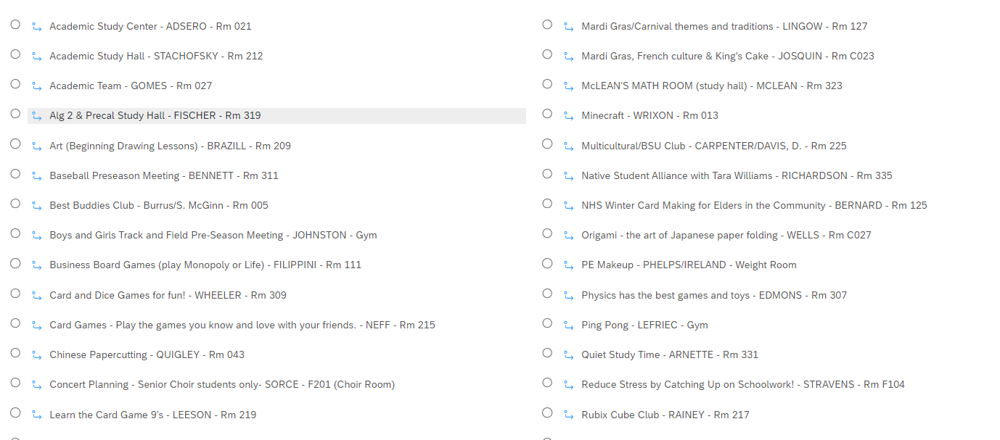 Academic Study Center - ADSERO - Rm 021
Academic Study Hall - STACHOFSKY - Rm 212
Academic Team - GOMES - Rm 027
Alg 2 & Precal Study Hall - FISCHER - Rm 319
Art (Beginning Drawing Lessons) - BRAZILL - Rm 209
Baseball Preseason Meeting - BENNETT - Rm 311
Best Buddies Club - Burrus/S. McGinn - Rm 005
Boys and Girls Track and Field Pre-Season Meeting - JOHNSTON - Gym
Business Board Games (play Monopoly or Life) - FILIPPINI - Rm 111
Card and Dice Games for fun! - WHEELER - Rm 309
Card Games - Play the games you know and love with your friends. - NEFF - Rm 215
Chinese Papercutting - QUIGLEY - Rm 043
Concert Planning - Senior Choir students only- SORCE - F201 (Choir Room)
Learn the Card Game 9's - LEESON - Rm 219
Mardi Gras/Carnival themes and traditions - LINGOW - Rm 127
Mardi Gras, French culture & King's Cake - JOSQUIN - Rm C023
McLEAN'S MATH ROOM (study hall) - MCLEAN - Rm 323
Minecraft - WRIXON - Rm 013
Multicultural/BSU Club - CARPENTER/DAVIS, D. - Rm 225
Native Student Alliance with Tara Williams - RICHARDSON - Rm 335
NHS Winter Card Making for Elders in the Community - BERNARD - Rm 125
Origami - the art of Japanese paper folding - WELLS - Rm C027
PE Makeup - PHELPS/IRELAND - Weight Room
Physics has the best games and toys - EDMONS - Rm 307
Ping Pong - LEFRIEC - Gym
Quiet Study Time - ARNETTE - Rm 331
Reduce Stress by Catching Up on Schoolwork! - STRAVENS - Rm F104
Rubix Cube Club - RAINEY - Rm 217